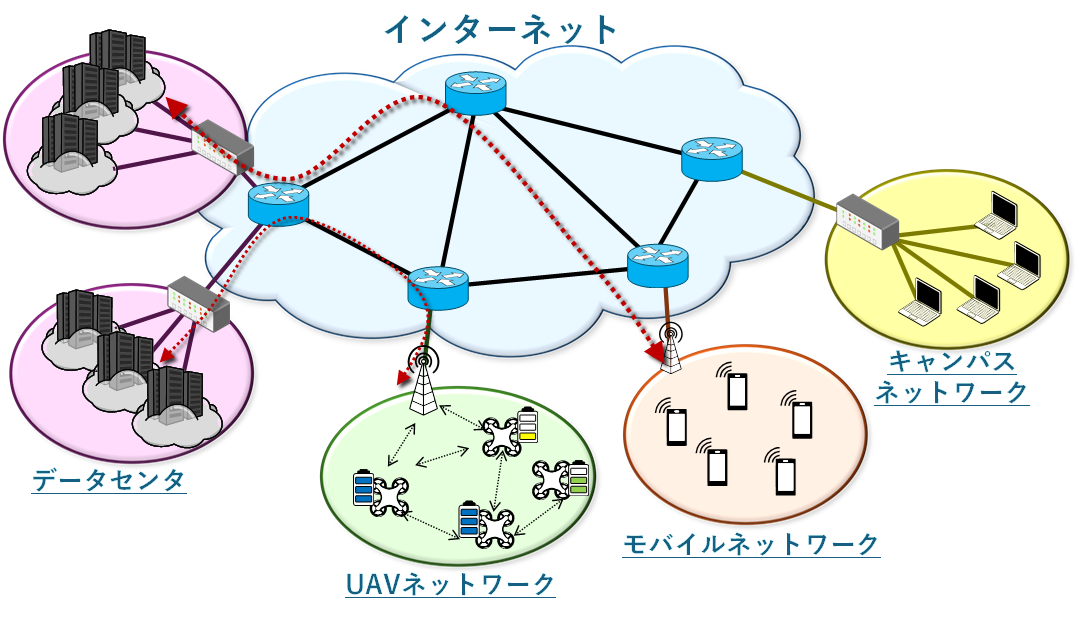 インターネット
キャンパス
ネットワーク
データセンタ
モバイルネットワーク
UAVネットワーク